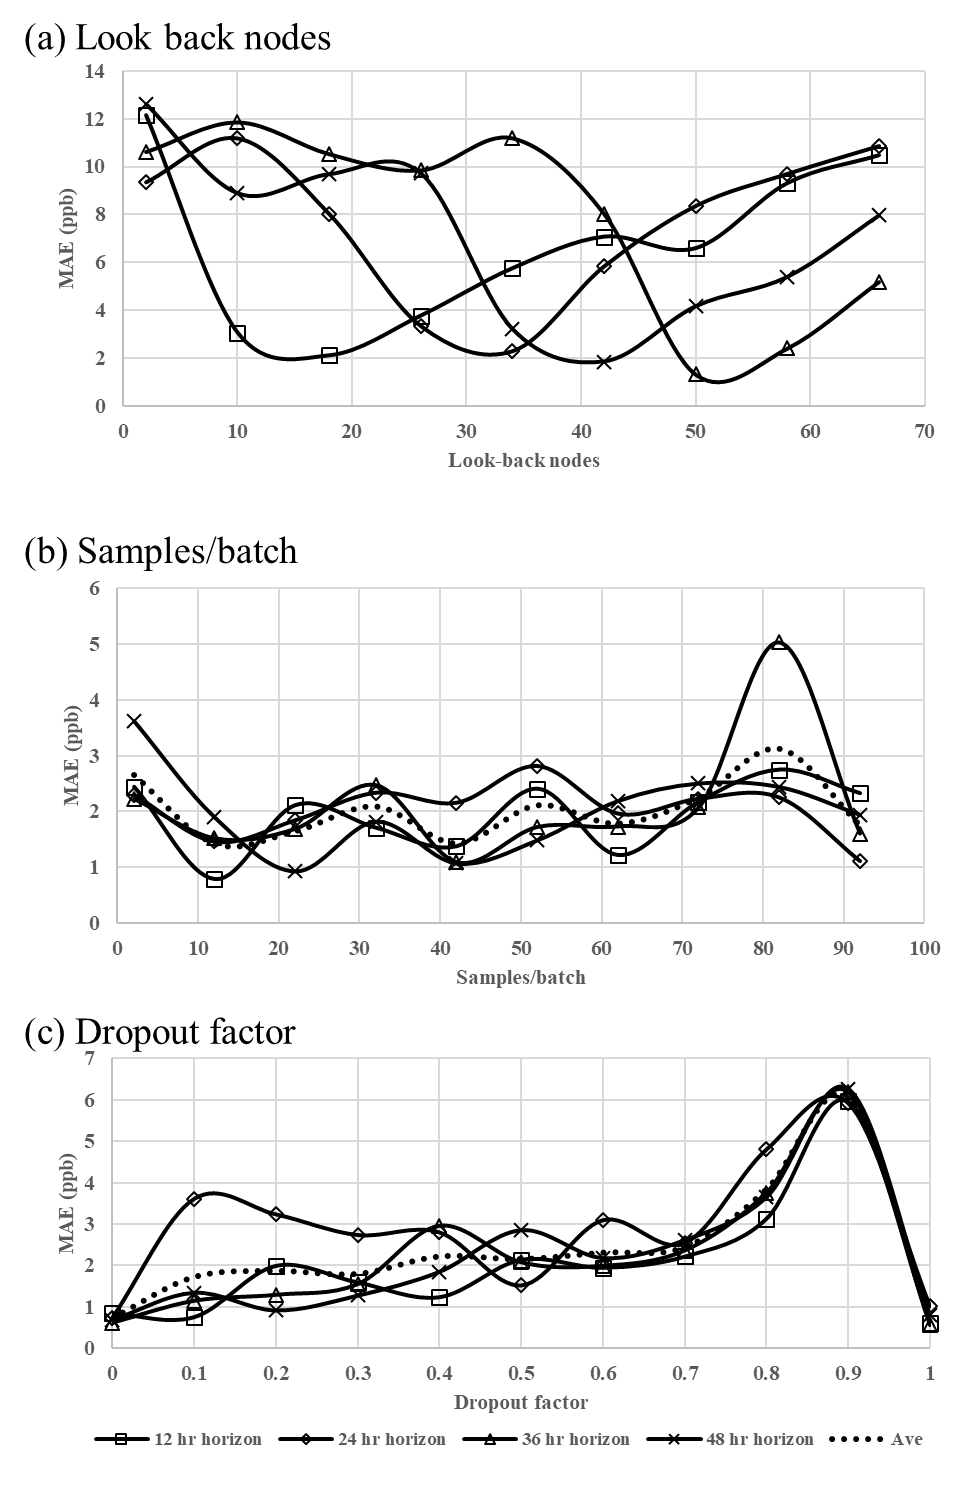 (a) Look back nodes
14
12
10
8
6
4
2
0
MAE (ppb)
0 10 20 30 40 50 60 70
Look-back nodes
(b) Samples/batch
6
5
4
3
2
1
0
MAE (ppb)
0 10 20 30 40 50 60 70 80 90 100
Samples/batch
(c) Dropout factor
7
6
5
4
3
2
1
0
MAE (ppb)
0 0.1 0.2 0.3 0.4 0.5 0.6 0.7 0.8 0.9 1
Dropout factor
12 hr horizon 24 hr horizon 36 hr horizon 48 hr horizon Ave